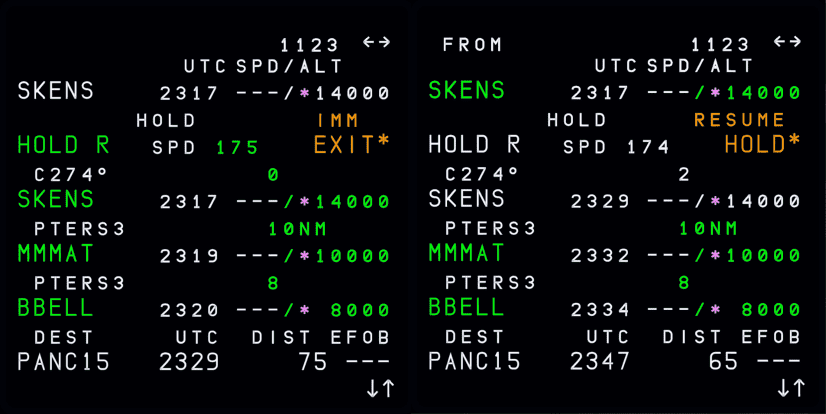 1123 ←→
UTC SPD/ALT
SKENS 2317 ---/*14000
HOLD IMM
HOLD R SPD 175 EXIT*
C274° 0
SKENS 2317 ---/*14000
PTERS3 10NM
MMMAT 2319 ---/*10000
PTERS3 8
BBELL 2320 ---/* 8000
DEST UTC DIST EFOB
PANC15 2329 75 ---
↓↑
FROM 1123 ←→
UTC SPD/ALT
SKENS 2317 ---/*14000
HOLD RESUME
HOLD R SPD 174 HOLD*
2
SKENS 2329 ---/*14000
PTERS3 10NM
MMMAT 2332 ---/*10000
PTERS3 8
BBELL 2334 ---/* 8000
DEST UTC DIST EFOB
PANC15 2347 65 ---
↓↑